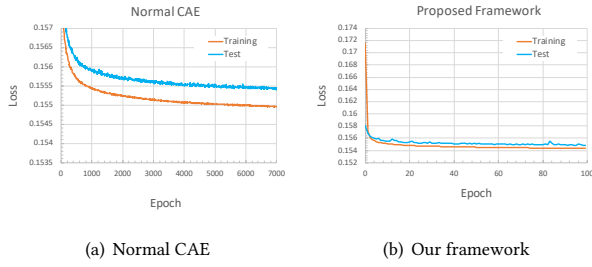 Normal CAE
0.157
0.1565
0.156
0.1555
0.155
0.1545
0.154
0.1535
Loss
Training
Test
0 1000 2000 3000 4000 5000 6000 7000
Epoch
(a) Normal CAE
Proposed Framework
0.174
0.172
0.17
0.168
0.166
0.164
0.162
0.16
0.158
0.156
0.154
0.152
Loss
Training
Test
0 20 40 60 80 100
Epoch
(b) Our framework